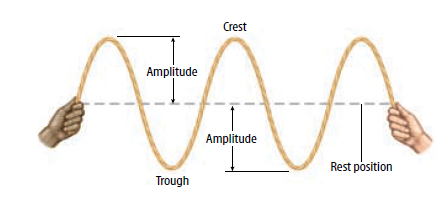 Crest
Amplitude
Amplitude
Rest position
Trough